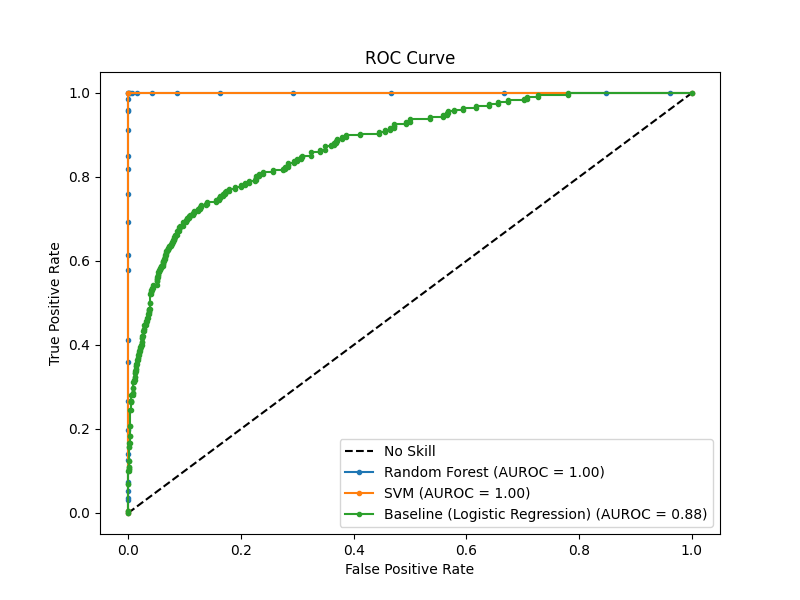 ROC Curve
1.0
0.8
0.6
0.4
0.2
0.0
True Positive Rate
No Skill
Random Forest (AUROC = 1.00)
SVM (AUROC = 1.00)
Baseline (Logistic Regression) (AUROC = 0.88)
0.0 0.2 0.4 0.6 0.8 1.0
False Positive Rate